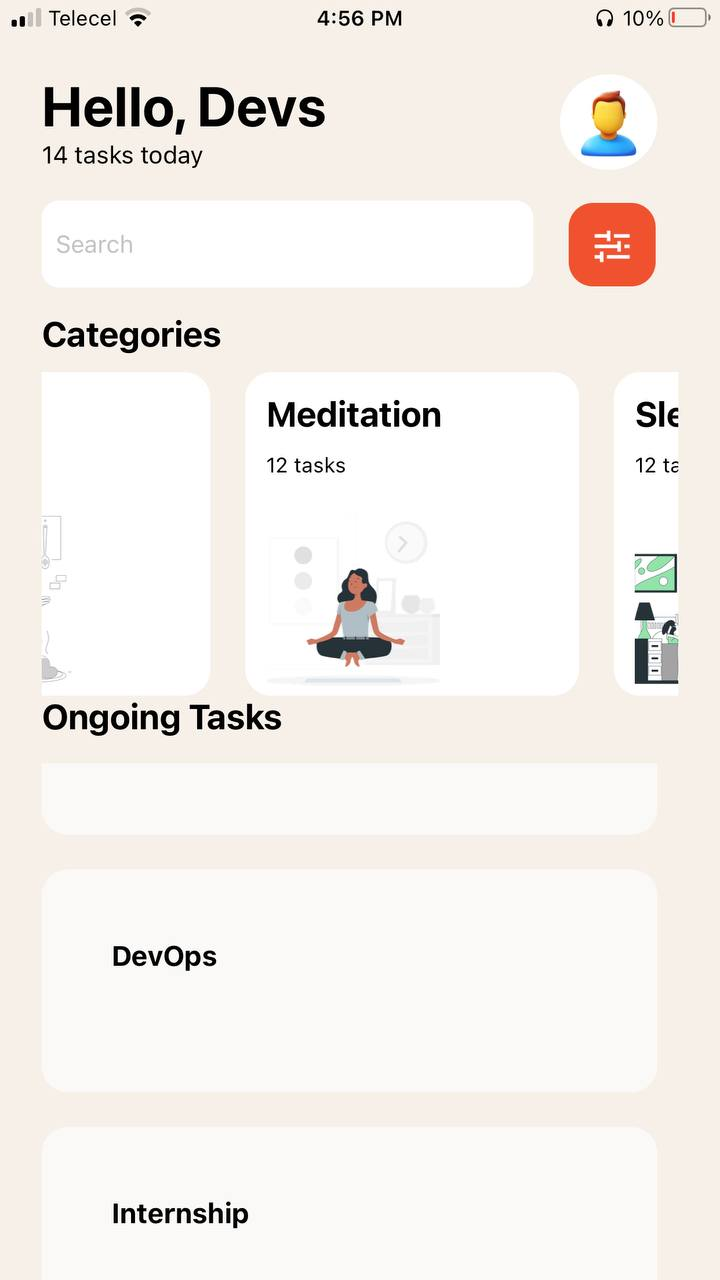 Telecel 4:56 PM 10%
Hello, Devs
14 tasks today
Search
Categories
Meditation
12 tasks
Sle
12 ta
Ongoing Tasks
DevOps
Internship